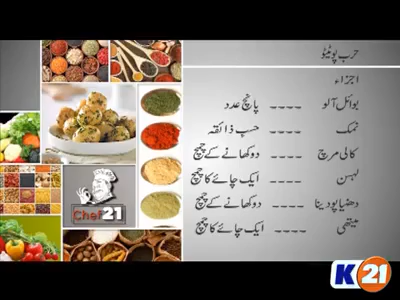 حرب پوٹیٹو
اجزاء
بوائل آلو ---- پانچ عدد
نمک ---- حسب ذائقہ
کالی مرچ ---- دو کھانے کے چمچ
لہسن ---- ایک چائے کا چمچ
دھنیا پودینا ---- دو کھانے کے چمچ
میتھی ---- ایک چائے کا چمچ
Chef21
K21